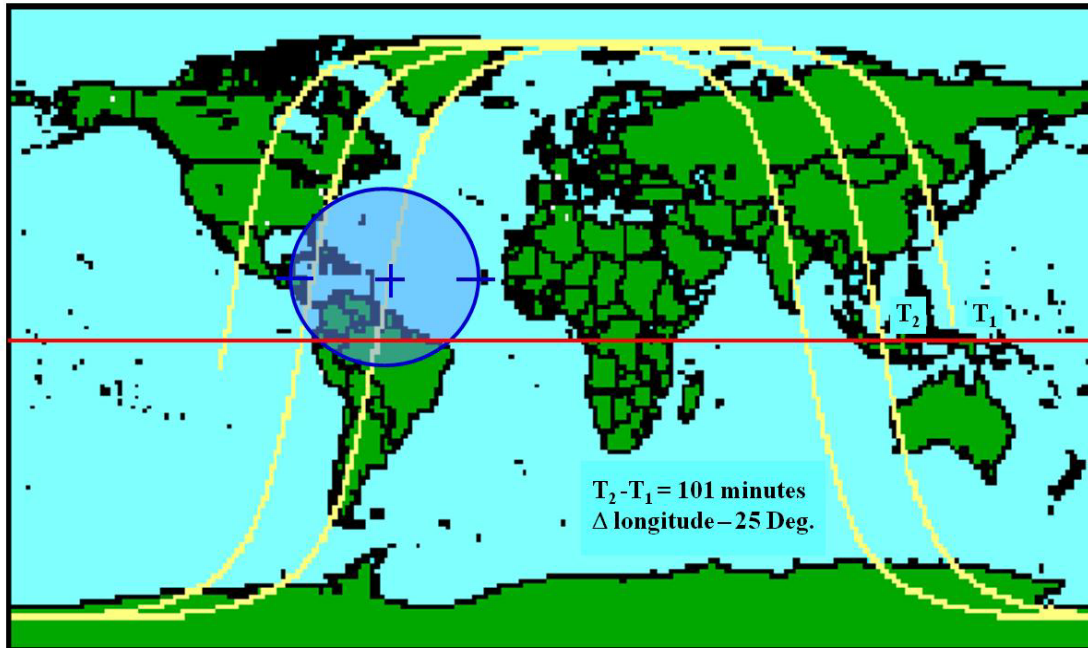 T₂ T₁
T₂ -T₁ = 101 minutes
Δ longitude – 25 Deg.